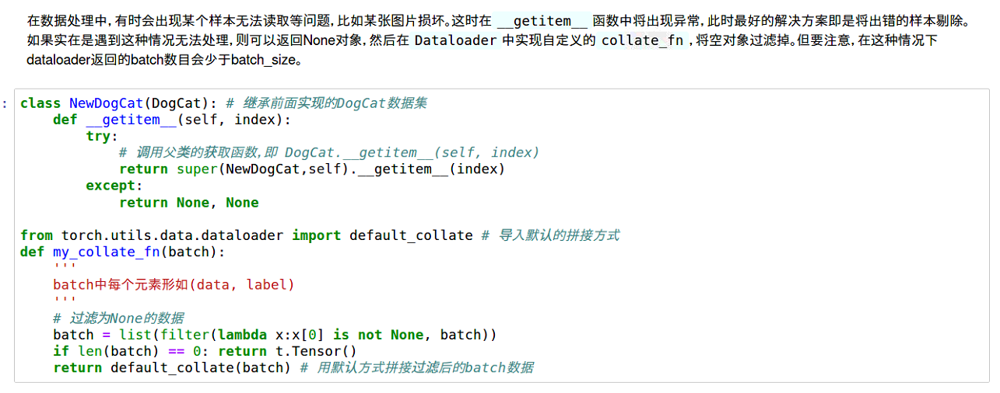 在数据处理中,有时会出现某个样本无法读取等问题,比如某张图片损坏。这时在 __getitem__ 函数中将出现异常,此时最好的解决方案即是将出错的样本剔除。
如果实在是遇到这种情况无法处理,则可以返回None对象,然后在 Dataloader 中实现自定义的 collate_fn ,将空对象过滤掉。但要注意,在这种情况下
dataloader返回的batch数目会少于batch_size。
: class NewDogCat(DogCat): # 继承前面实现的DogCat数据集
    def __getitem__(self, index):
        try:
            # 调用父类的获取函数,即 DogCat.__getitem__(self, index)
            return super(NewDogCat,self).__getitem__(index)
        except:
            return None, None
from torch.utils.data.dataloader import default_collate # 导入默认的拼接方式
def my_collate_fn(batch):
    '''
    batch中每个元素形如(data, label)
    '''
    # 过滤为None的数据
    batch = list(filter(lambda x:x[0] is not None, batch))
    if len(batch) == 0: return t.Tensor()
    return default_collate(batch) # 用默认方式拼接过滤后的batch数据